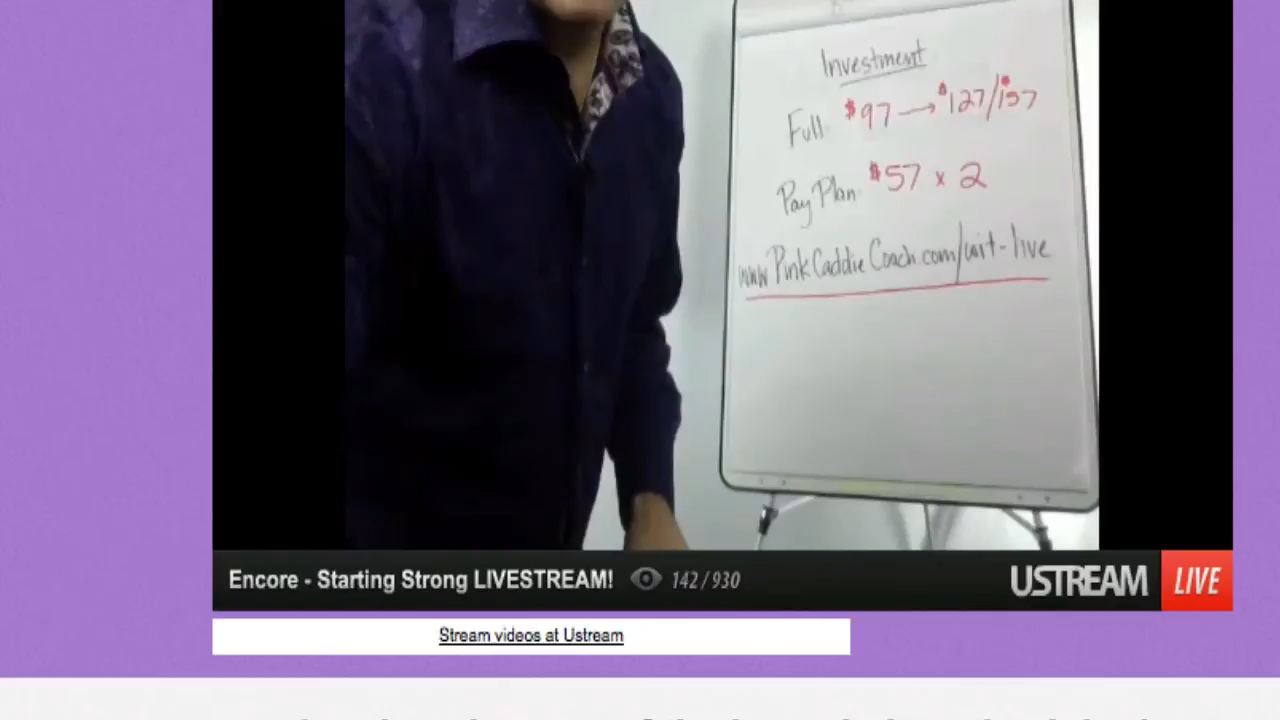 Investment
Full $97 → $127/157
Pay Plan $57 x 2
www.PinkCaddieCoach.com/wit-live
Encore - Starting Strong LIVESTREAM! 142/930 USTREAM LIVE
Stream videos at Ustream